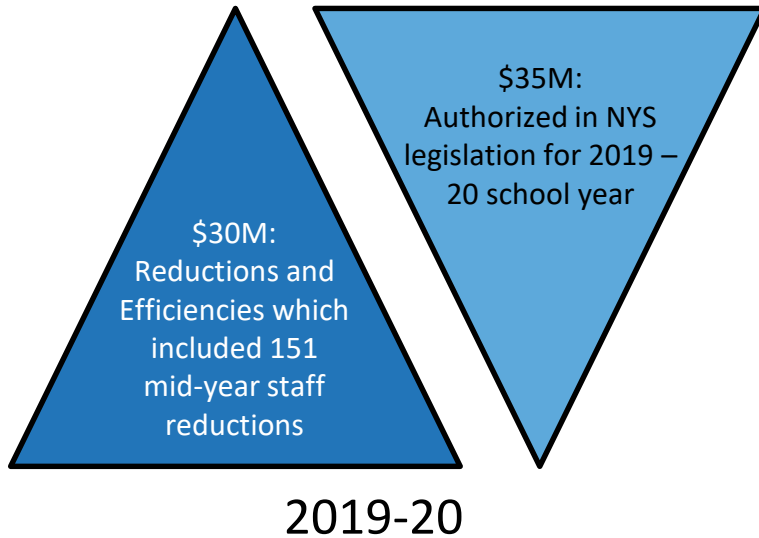 $30M:
Reductions and
Efficiencies which
included 151
mid-year staff
reductions
$35M:
Authorized in NYS
legislation for 2019 –
20 school year
2019-20